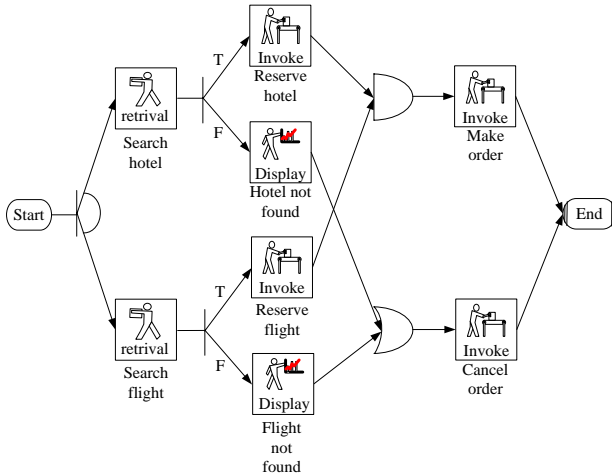 Start
retrival
Search
hotel
T
F
Invoke
Reserve
hotel
Display
Hotel not
found
retrival
Search
flight
T
F
Invoke
Reserve
flight
Display
Flight
not
found
Invoke
Make
order
Invoke
Cancel
order
End